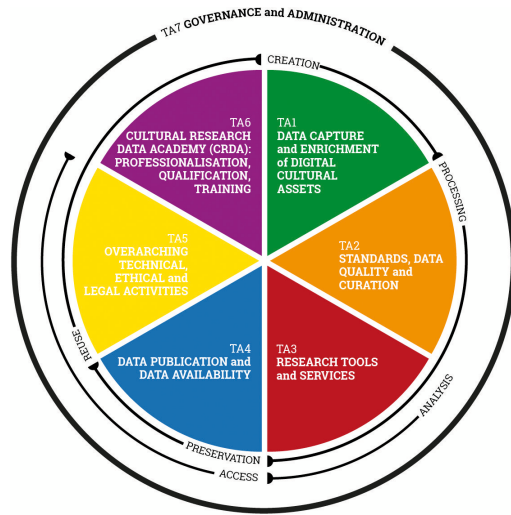 TA7 GOVERNANCE and ADMINISTRATION
CREATION
TA6
CULTURAL RESEARCH
DATA ACADEMY (CRDA):
PROFESSIONALISATION,
QUALIFICATION,
TRAINING
TA1
DATA CAPTURE
and ENRICHMENT
of DIGITAL
CULTURAL
ASSETS
PROCESSING
TA5
OVERARCHING
TECHNICAL,
ETHICAL and
LEGAL ACTIVITIES
TA2
STANDARDS, DATA
QUALITY and
CURATION
REUSE
TA4
DATA PUBLICATION and
DATA AVAILABILITY
TA3
RESEARCH TOOLS
and SERVICES
ANALYSIS
PRESERVATION
ACCESS